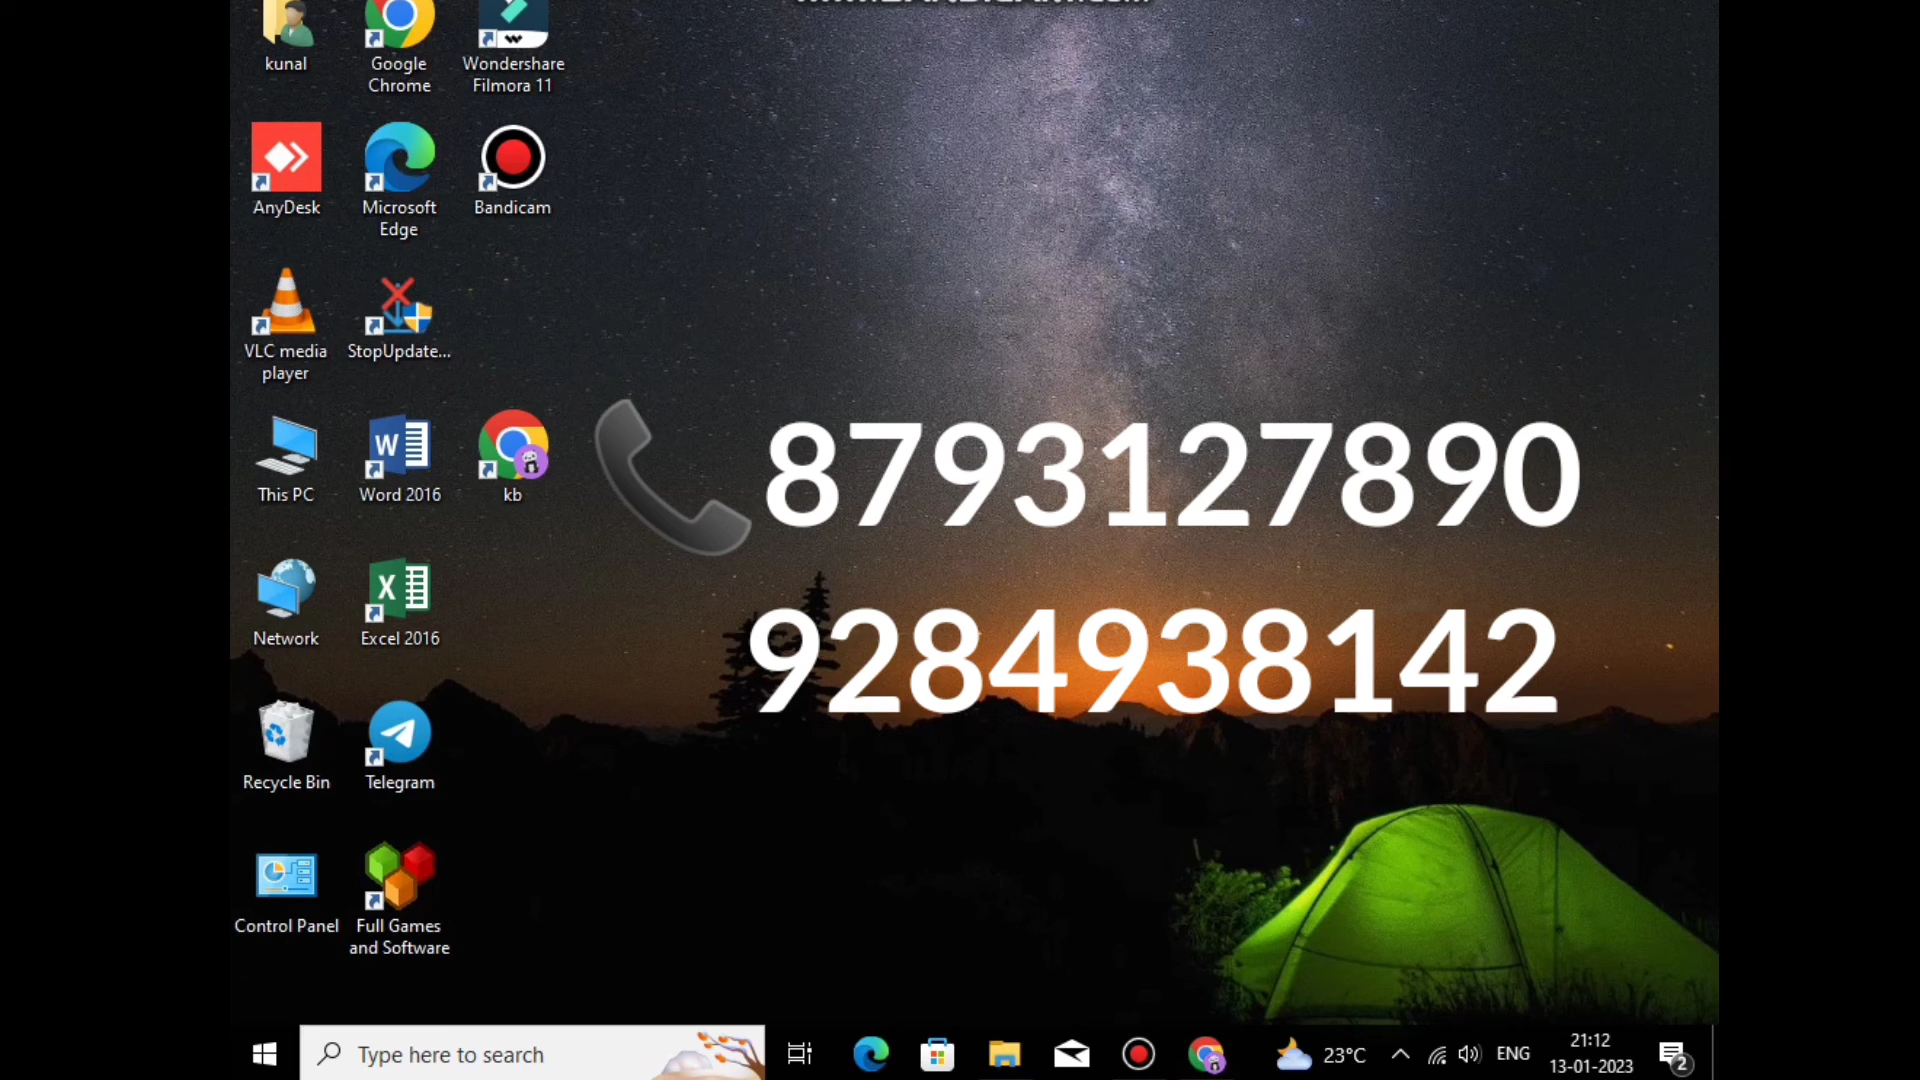 kunal
Google
Chrome
Wondershare
Filmora 11
AnyDesk
Microsoft
Edge
Bandicam
VLC media
player
StopUpdate...
This PC
Word 2016
kb
8793127890
Network
Excel 2016
9284938142
Recycle Bin
Telegram
Control Panel
Full Games
and Software
Type here to search
23°C
ENG
21:12
13-01-2023
2